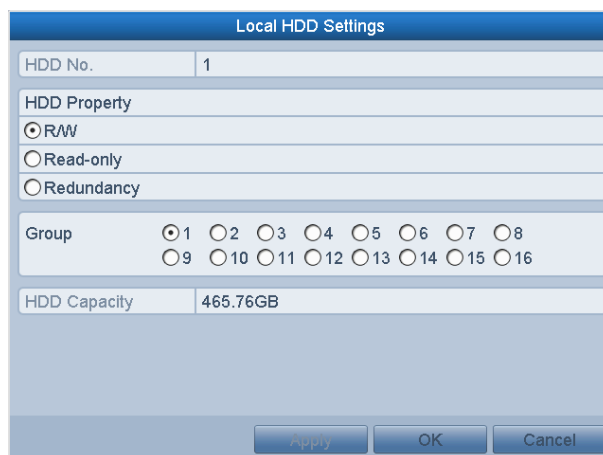 Local HDD Settings
HDD No. 1
HDD Property
R/W
Read-only
Redundancy
Group 1 2 3 4 5 6 7 8
9 10 11 12 13 14 15 16
HDD Capacity 465.76GB
Apply OK Cancel